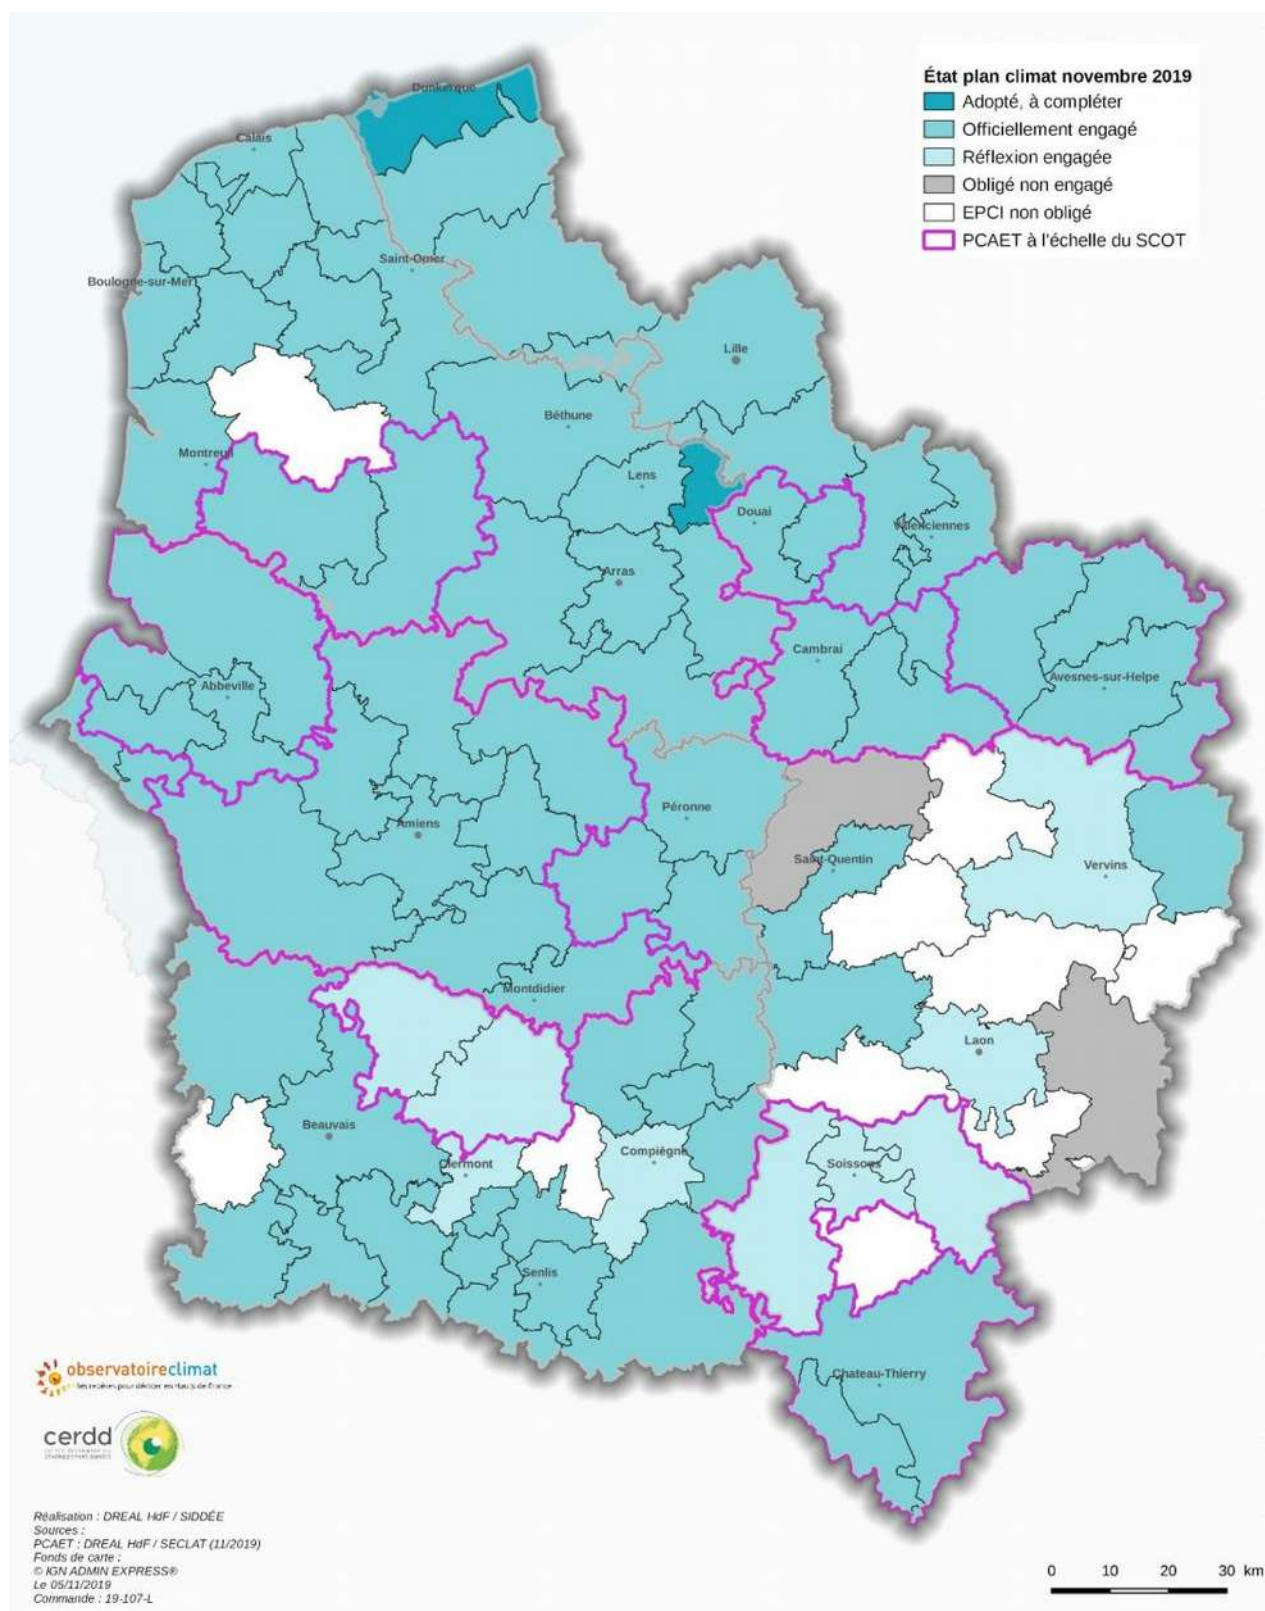 État plan climat novembre 2019
Adopté, à compléter
Officiellement engagé
Réflexion engagée
Obligé non engagé
EPCI non obligé
PCAET à l'échelle du SCOT
Dunkerque
Calais
Saint-Omer
Boulogne-sur-Mer
Lille
Béthune
Montreuil
Lens
Douai
Valenciennes
Arras
Cambrai
Avesnes-sur-Helpe
Abbeville
Péronne
Amiens
Saint-Quentin
Vervins
Montdidier
Laon
Beauvais
Compiègne
Clermont
Soissons
Senlis
Chateau-Thierry
observatoireclimat
cerdd
Réalisation : DREAL HdF / SIDDÉE
Sources :
PCAET : DREAL HdF / SECLAT (11/2019)
Fonds de carte :
© IGN ADMIN EXPRESS®
Le 05/11/2019
Commande : 19-107-L
0 10 20 30 km